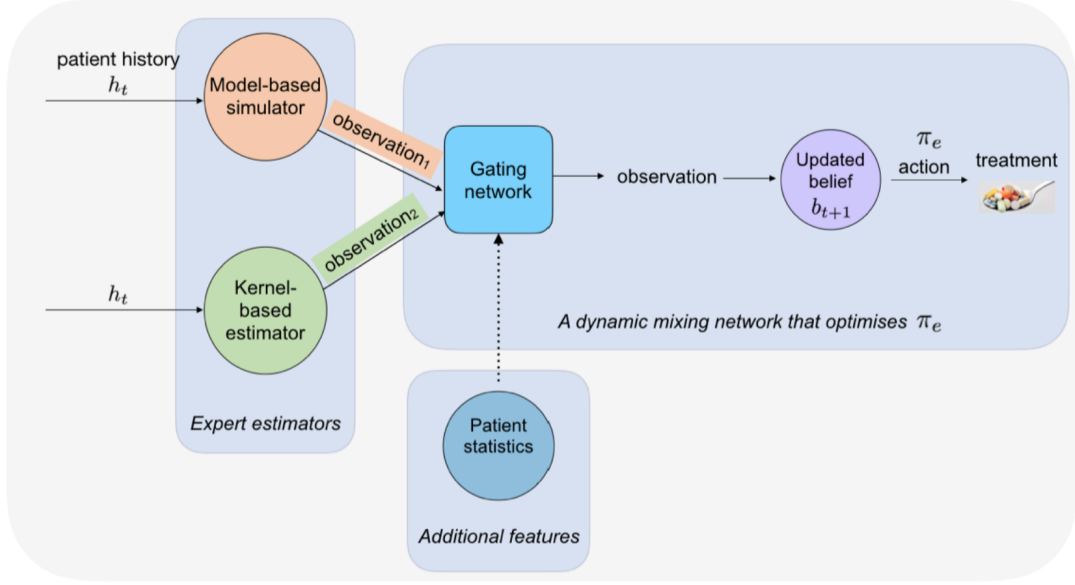 patient history
h_t
Model-based
simulator
observation₁
Gating
network
observation
Updated
belief
b_{t+1}
π_e
action
treatment
observation₂
h_t
Kernel-
based
estimator
A dynamic mixing network that optimises π_e
Expert estimators
Patient
statistics
Additional features